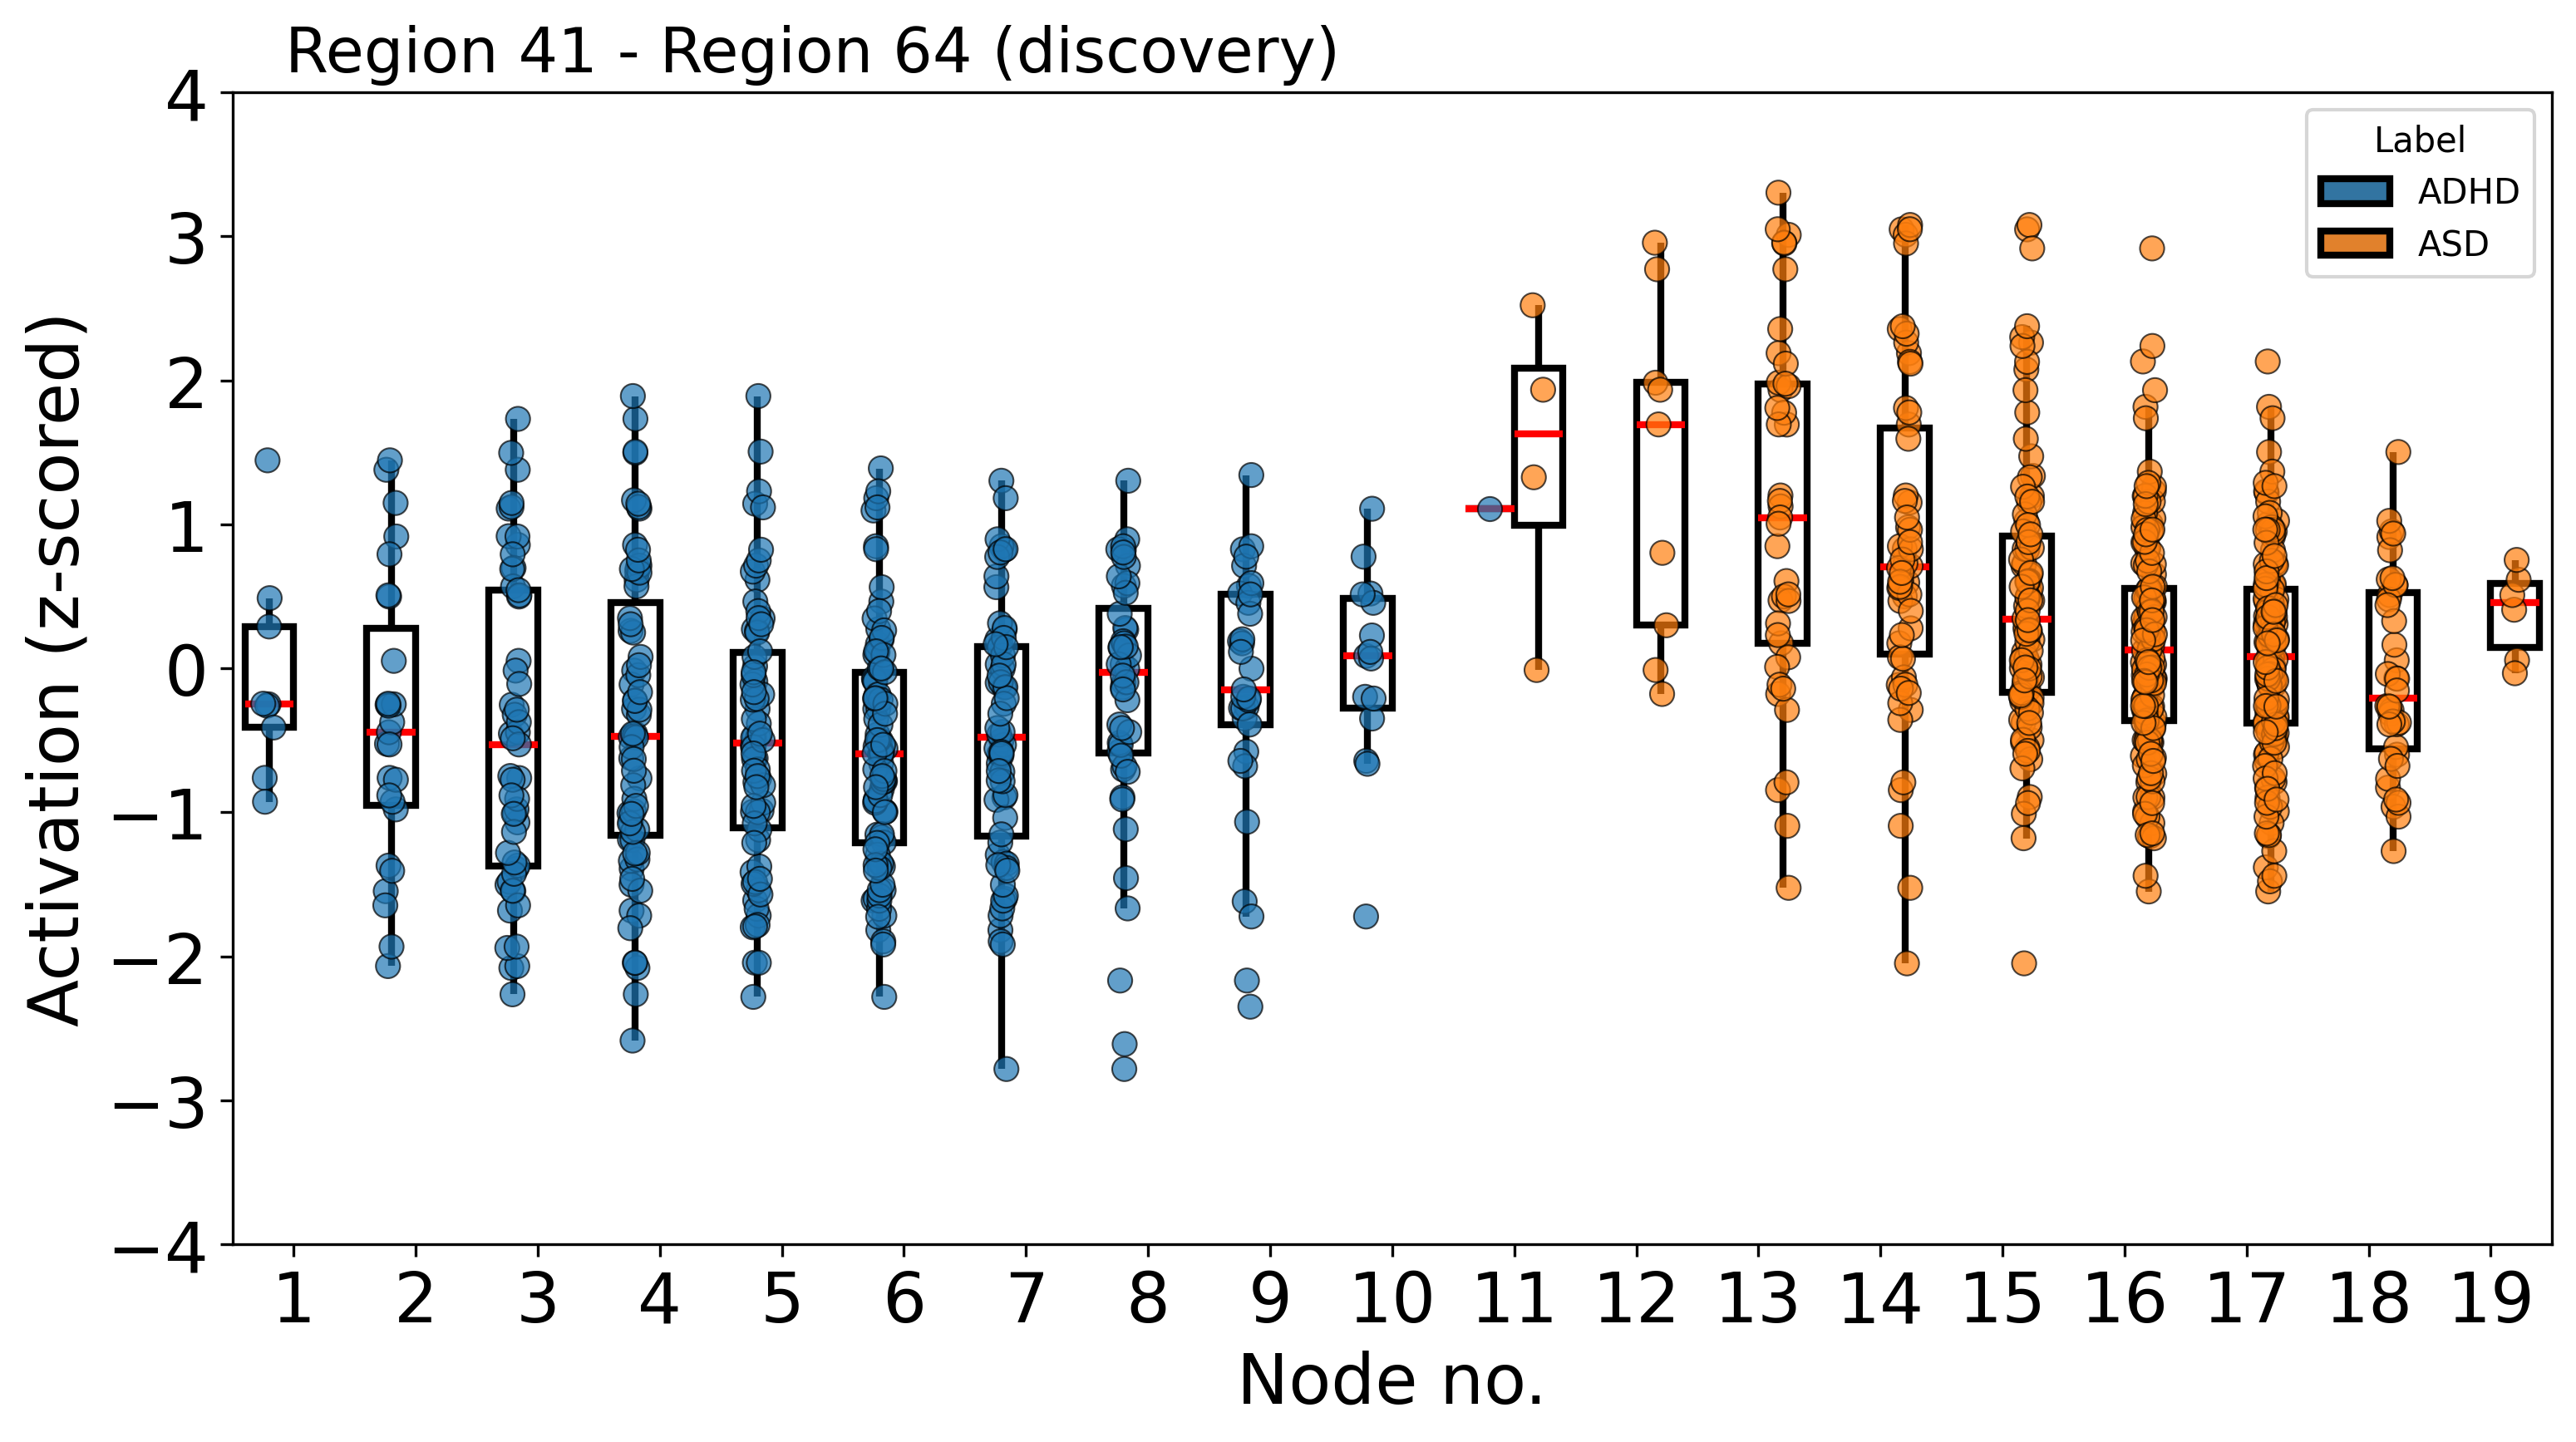 Region 41 - Region 64 (discovery)
Activation (z-scored)
4
3
2
1
0
−1
−2
−3
−4
Label
ADHD
ASD
1 2 3 4 5 6 7 8 9 10 11 12 13 14 15 16 17 18 19
Node no.